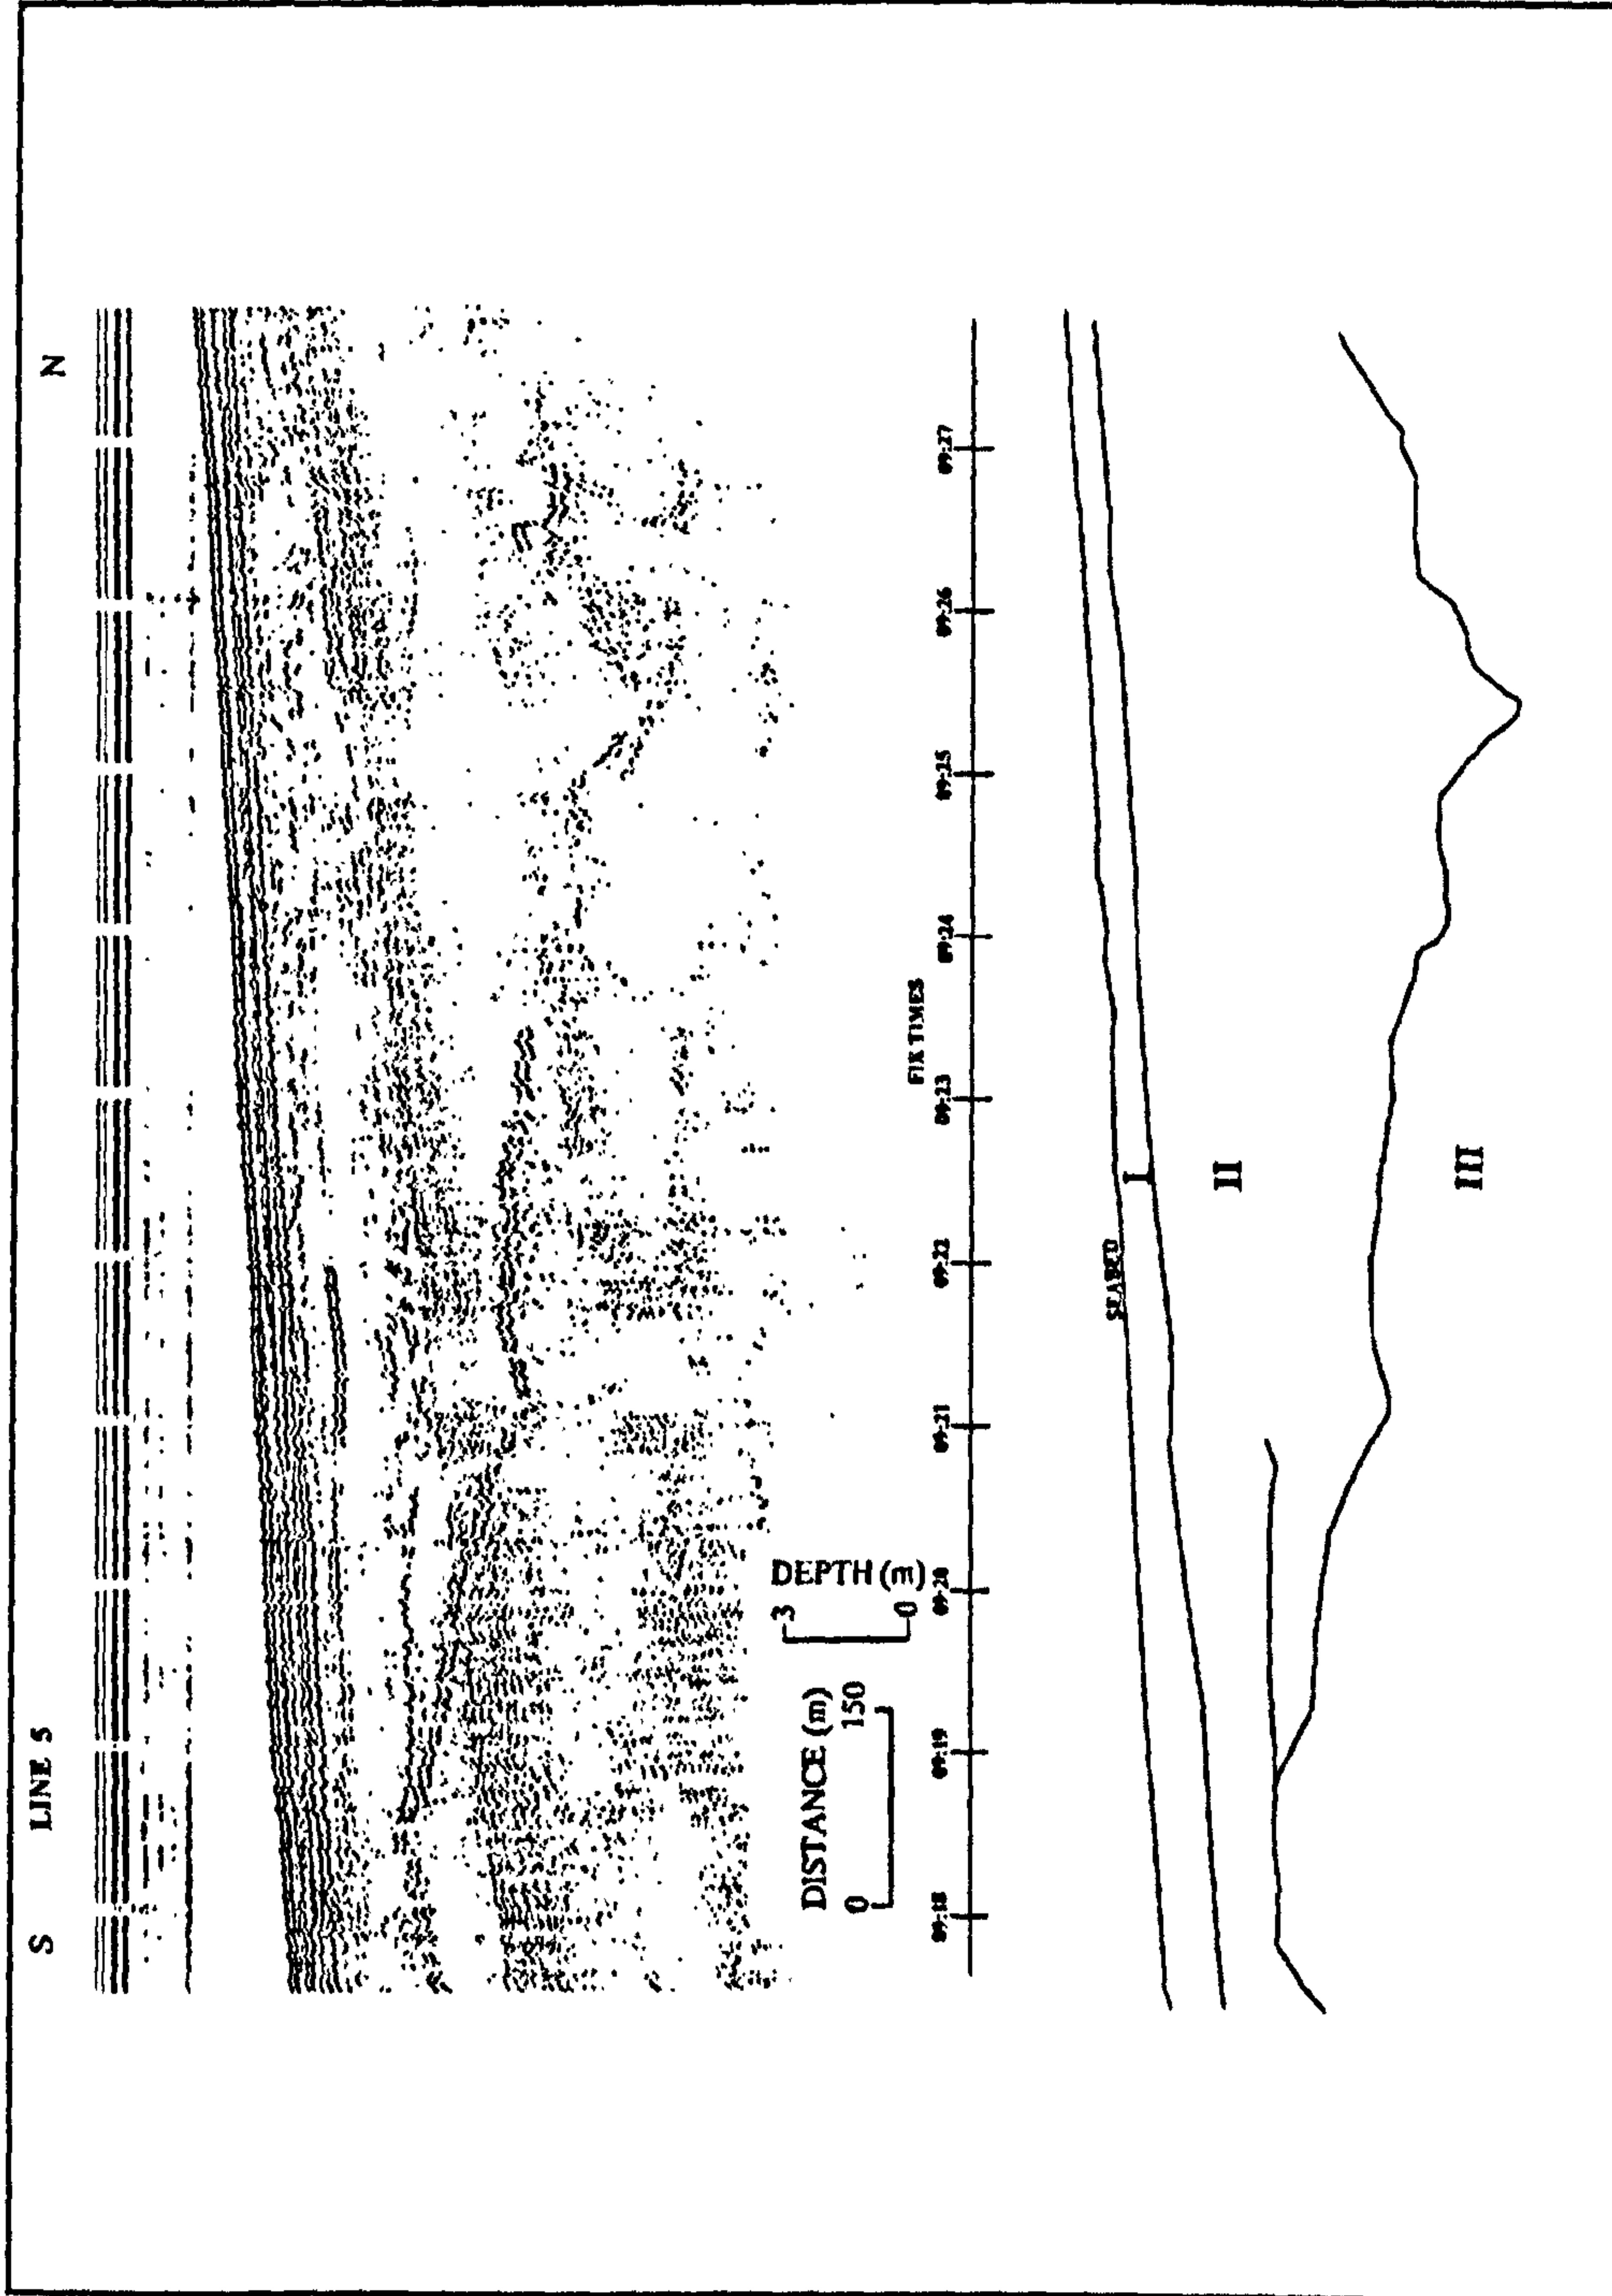 S LINE 5 N
DEPTH (m)
3
0
DISTANCE (m)
0 150
FIX TIMES
09:18 09:19 09:20 09:21 09:22 09:23 09:24 09:25 09:26 09:27
SEABED
I
II
III